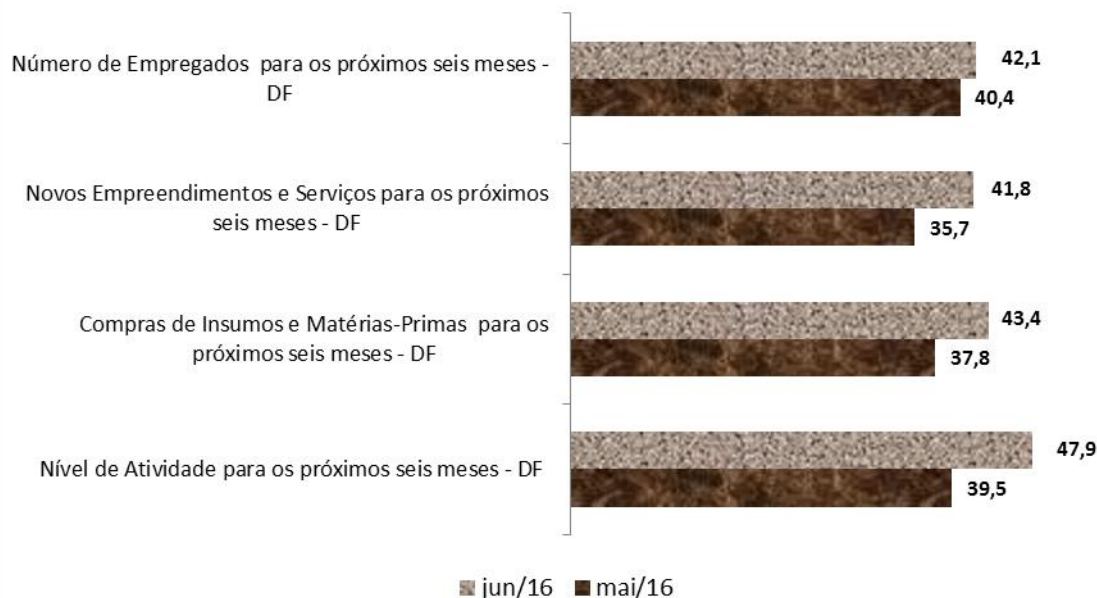 Número de Empregados para os próximos seis meses -
DF
42,1
40,4
Novos Empreendimentos e Serviços para os próximos
seis meses - DF
41,8
35,7
Compras de Insumos e Matérias-Primas para os
próximos seis meses - DF
43,4
37,8
Nível de Atividade para os próximos seis meses - DF
47,9
39,5
jun/16 mai/16